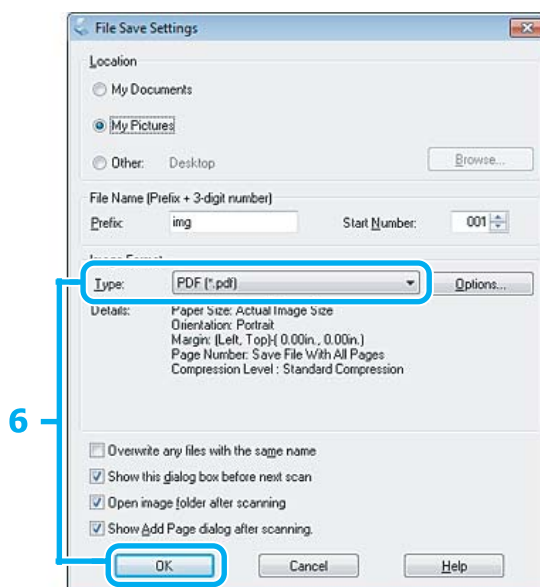 File Save Settings
Location
My Documents
My Pictures
Other: Desktop Browse...
File Name (Prefix + 3-digit number)
Prefix: img Start Number: 001
Image Format
Type: PDF (*.pdf) Options...
Details: Paper Size: Actual Image Size
Orientation: Portrait
Margin: (Left, Top)( 0.00in., 0.00in.)
Page Number: Save File With All Pages
Compression Level : Standard Compression
6
Overwrite any files with the same name
Show this dialog box before next scan
Open image folder after scanning
Show Add Page dialog after scanning.
OK Cancel Help